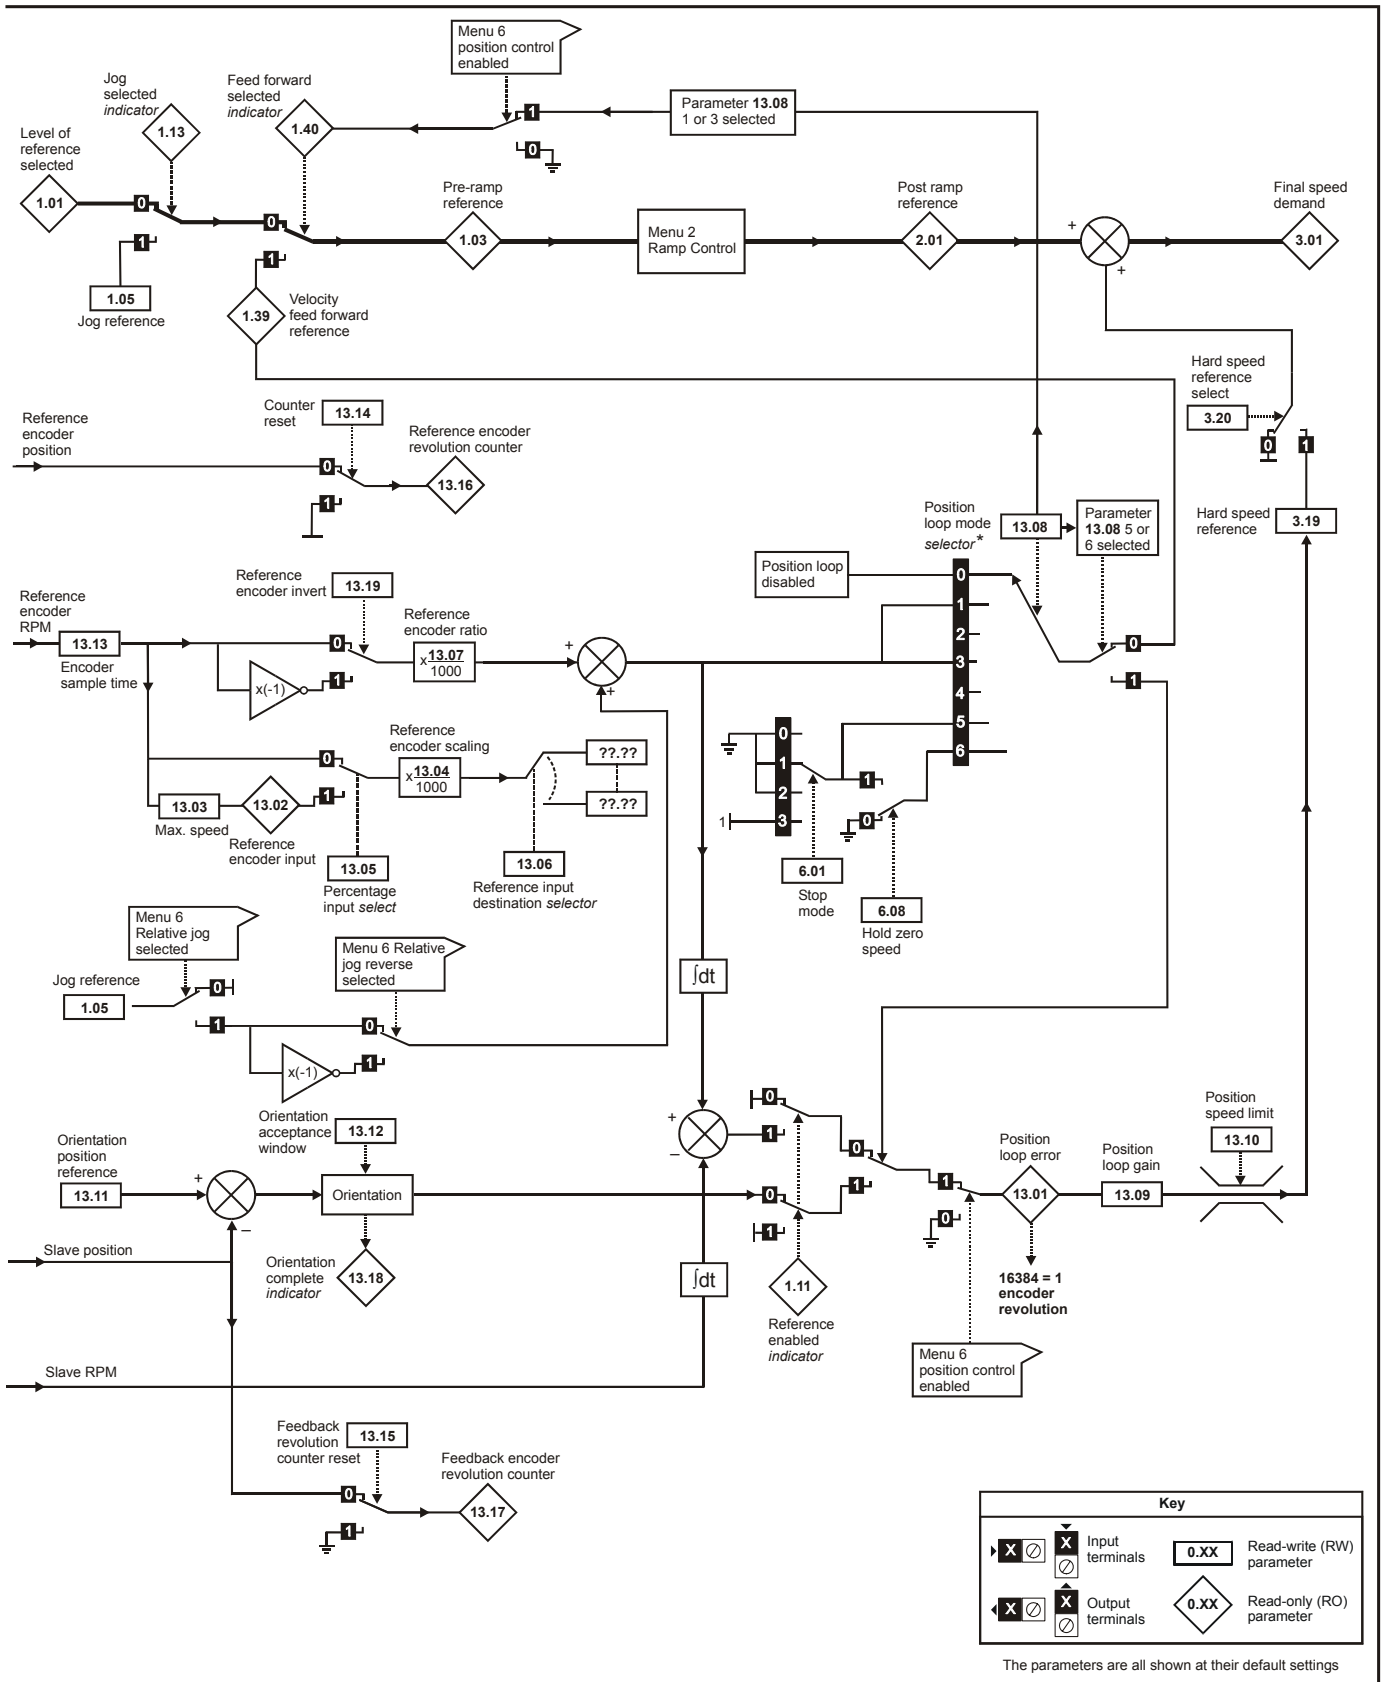 Menu 6
position control
enabled
Jog
selected
indicator
1.13
Feed forward
selected
indicator
1.40
1
0
Parameter 13.08
1 or 3 selected
Level of
reference
selected
1.01
0
1
1.05
Jog reference
0
1
1.39
Velocity
feed forward
reference
Pre-ramp
reference
1.03
Menu 2
Ramp Control
Post ramp
reference
2.01
+
+
Final speed
demand
3.01
Hard speed
reference
select
3.20
0
1
Hard speed
reference
3.19
Reference
encoder
position
Counter
reset
13.14
0
1
Reference encoder
revolution counter
13.16
Position
loop mode
selector*
13.08
Parameter
13.08 5 or
6 selected
Position loop
disabled
0
1
2
3
4
5
6
0
1
Reference
encoder
RPM
13.13
Encoder
sample time
Reference
encoder invert
13.19
x(-1)
0
1
Reference
encoder ratio
x13.07
1000
+
+
Reference
encoder scaling
x13.04
1000
0
1
13.03
Max. speed
13.02
Reference
encoder input
13.05
Percentage
input select
??.??
??.??
13.06
Reference input
destination selector
0
1
2
3
1
1
0
6.01
Stop
mode
6.08
Hold zero
speed
Menu 6
Relative jog
selected
Jog reference
1.05
0
1
Menu 6 Relative
jog reverse
selected
0
1
x(-1)
∫dt
Orientation
position
reference
13.11
+
–
Orientation
acceptance
window
13.12
Orientation
Orientation
complete
indicator
13.18
+
–
0
1
0
1
1.11
Reference
enabled
indicator
0
1
1
0
Menu 6
position control
enabled
Position
loop error
13.01
16384 = 1
encoder
revolution
Position
loop gain
13.09
Position
speed limit
13.10
Slave position
∫dt
Slave RPM
Feedback
revolution
counter reset
13.15
0
1
Feedback encoder
revolution counter
13.17
Key
X
X
Input
terminals
0.XX
Read-write (RW)
parameter
X
X
Output
terminals
0.XX
Read-only (RO)
parameter
The parameters are all shown at their default settings